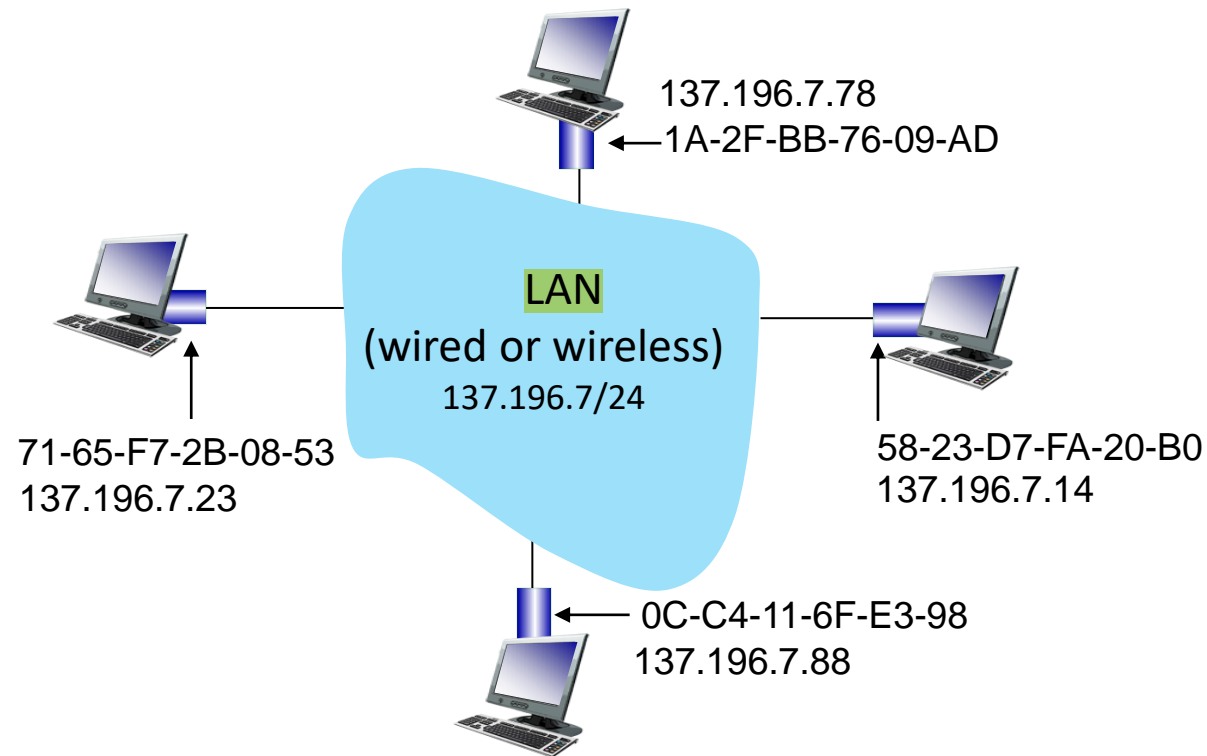 137.196.7.78
1A-2F-BB-76-09-AD
LAN
(wired or wireless)
137.196.7/24
71-65-F7-2B-08-53
137.196.7.23
58-23-D7-FA-20-B0
137.196.7.14
0C-C4-11-6F-E3-98
137.196.7.88